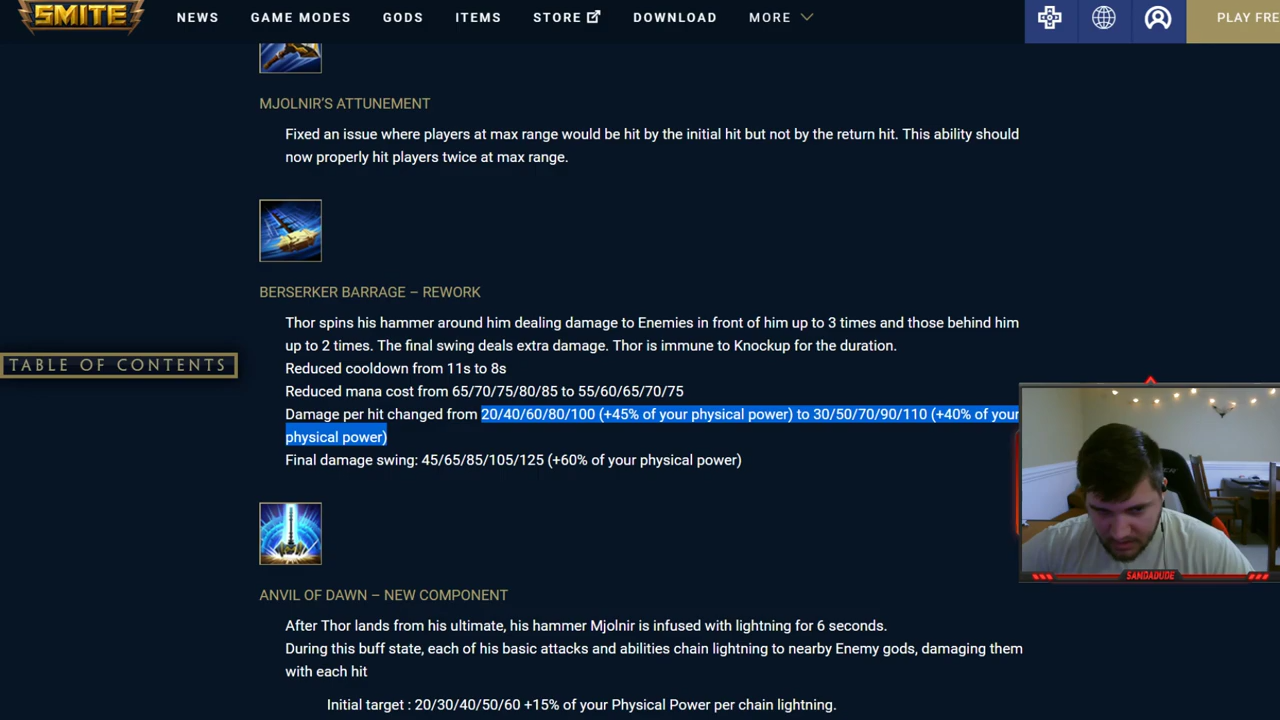 SMITE
NEWS GAME MODES GODS ITEMS STORE DOWNLOAD MORE PLAY FRE
MJOLNIR'S ATTUNEMENT
Fixed an issue where players at max range would be hit by the initial hit but not by the return hit. This ability should
now properly hit players twice at max range.
BERSERKER BARRAGE – REWORK
Thor spins his hammer around him dealing damage to Enemies in front of him up to 3 times and those behind him
up to 2 times. The final swing deals extra damage. Thor is immune to Knockup for the duration.
TABLE OF CONTENTS
Reduced cooldown from 11s to 8s
Reduced mana cost from 65/70/75/80/85 to 55/60/65/70/75
Damage per hit changed from 20/40/60/80/100 (+45% of your physical power) to 30/50/70/90/110 (+40% of your
physical power)
Final damage swing: 45/65/85/105/125 (+60% of your physical power)
SANDADUDE
ANVIL OF DAWN – NEW COMPONENT
After Thor lands from his ultimate, his hammer Mjolnir is infused with lightning for 6 seconds.
During this buff state, each of his basic attacks and abilities chain lightning to nearby Enemy gods, damaging them
with each hit
Initial target : 20/30/40/50/60 +15% of your Physical Power per chain lightning.